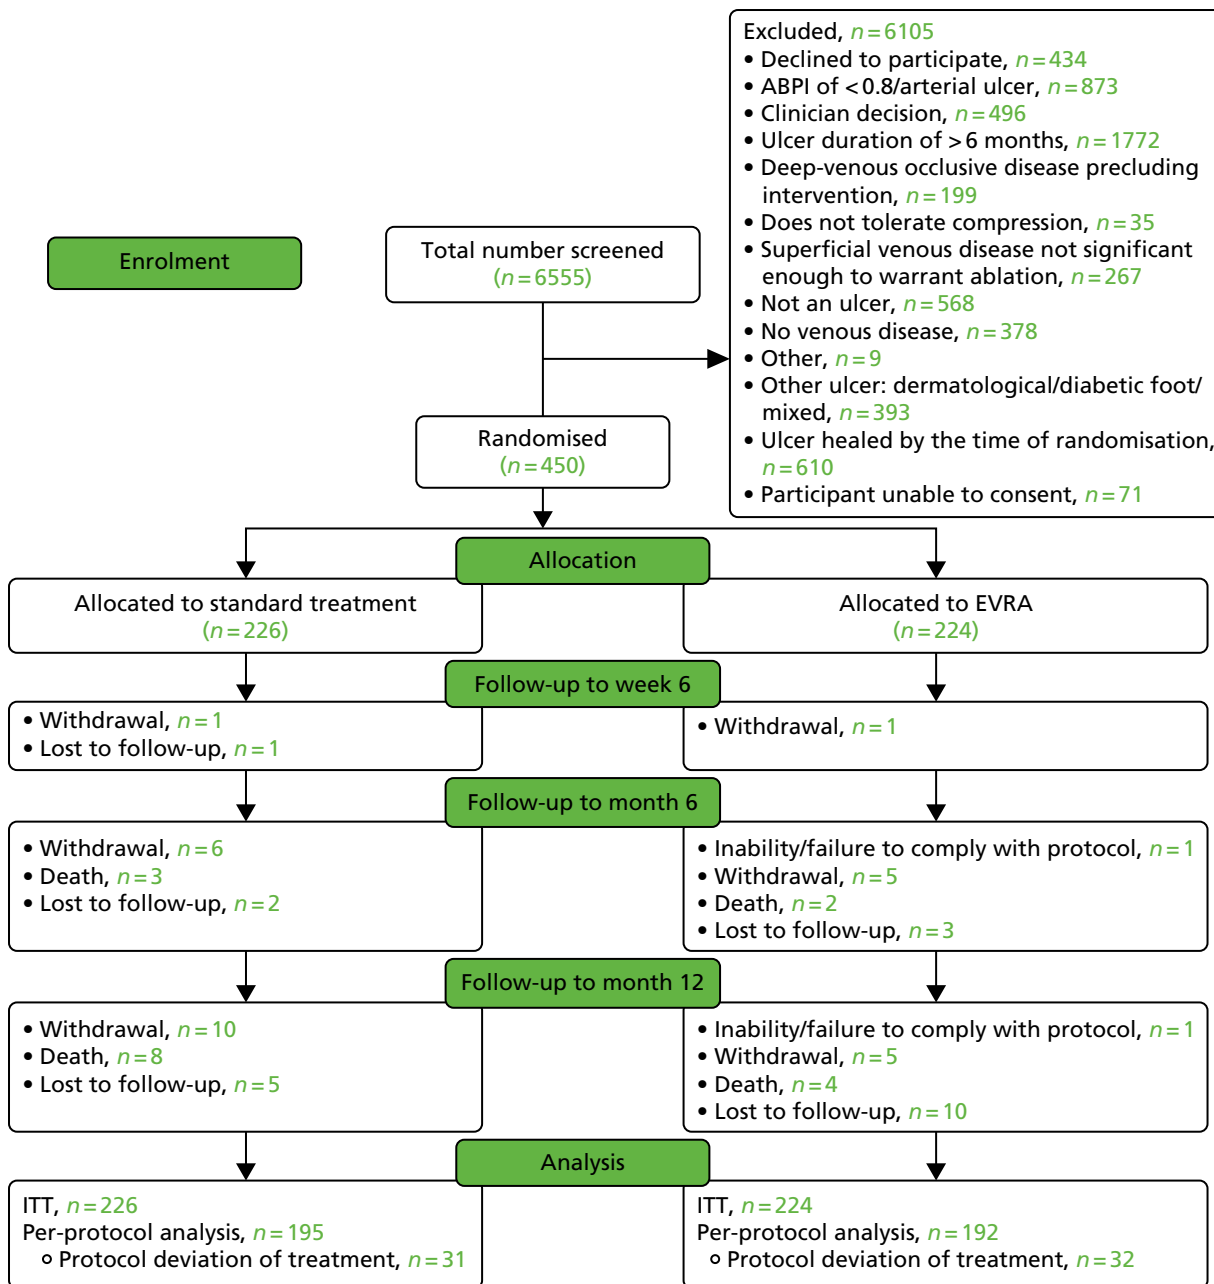 Excluded, n=6105
• Declined to participate, n=434
• ABPI of <0.8/arterial ulcer, n=873
• Clinician decision, n=496
• Ulcer duration of >6 months, n=1772
• Deep-venous occlusive disease precluding
intervention, n=199
• Does not tolerate compression, n=35
• Superficial venous disease not significant
enough to warrant ablation, n=267
• Not an ulcer, n=568
• No venous disease, n=378
• Other, n=9
• Other ulcer: dermatological/diabetic foot/
mixed, n=393
• Ulcer healed by the time of randomisation,
n=610
• Participant unable to consent, n=71
Enrolment
Total number screened
(n=6555)
Randomised
(n=450)
Allocation
Allocated to standard treatment
(n=226)
Allocated to EVRA
(n=224)
Follow-up to week 6
• Withdrawal, n=1
• Lost to follow-up, n=1
• Withdrawal, n=1
Follow-up to month 6
• Withdrawal, n=6
• Death, n=3
• Lost to follow-up, n=2
• Inability/failure to comply with protocol, n=1
• Withdrawal, n=5
• Death, n=2
• Lost to follow-up, n=3
Follow-up to month 12
• Withdrawal, n=10
• Death, n=8
• Lost to follow-up, n=5
• Inability/failure to comply with protocol, n=1
• Withdrawal, n=5
• Death, n=4
• Lost to follow-up, n=10
Analysis
ITT, n=226
Per-protocol analysis, n=195
○ Protocol deviation of treatment, n=31
ITT, n=224
Per-protocol analysis, n=192
○ Protocol deviation of treatment, n=32